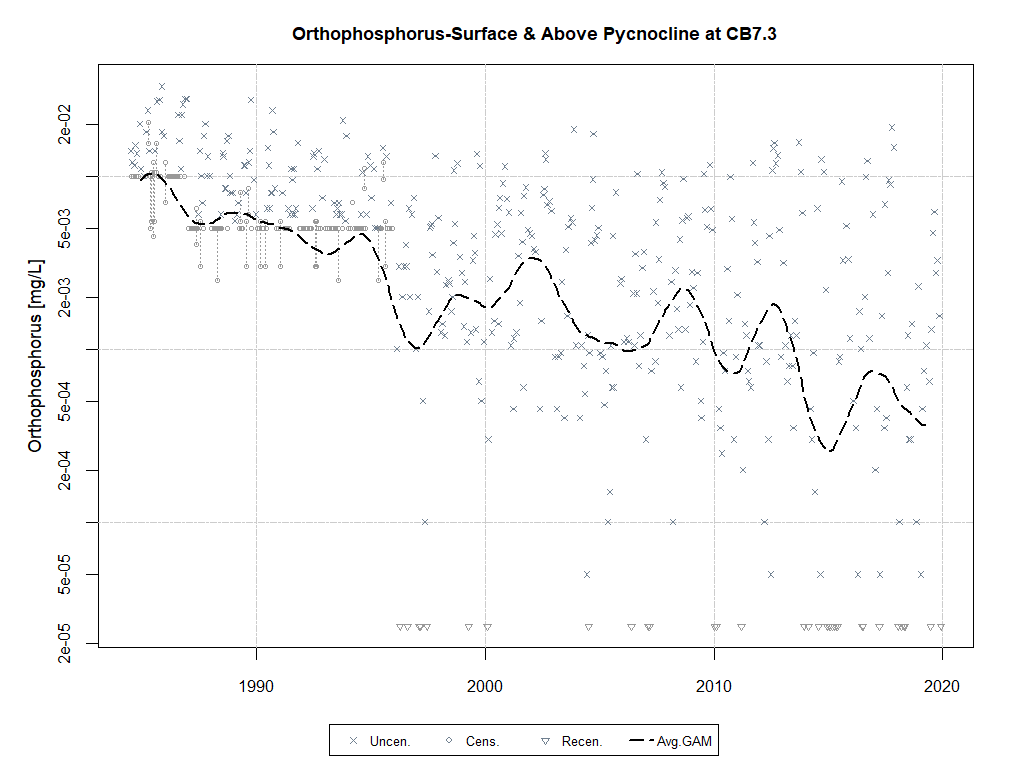 Orthophosphorus-Surface & Above Pycnocline at CB7.3
Orthophosphorus [mg/L]
2e-02
5e-03
2e-03
5e-04
2e-04
5e-05
2e-05
1990
2000
2010
2020
Uncen.
Cens.
Recen.
Avg.GAM